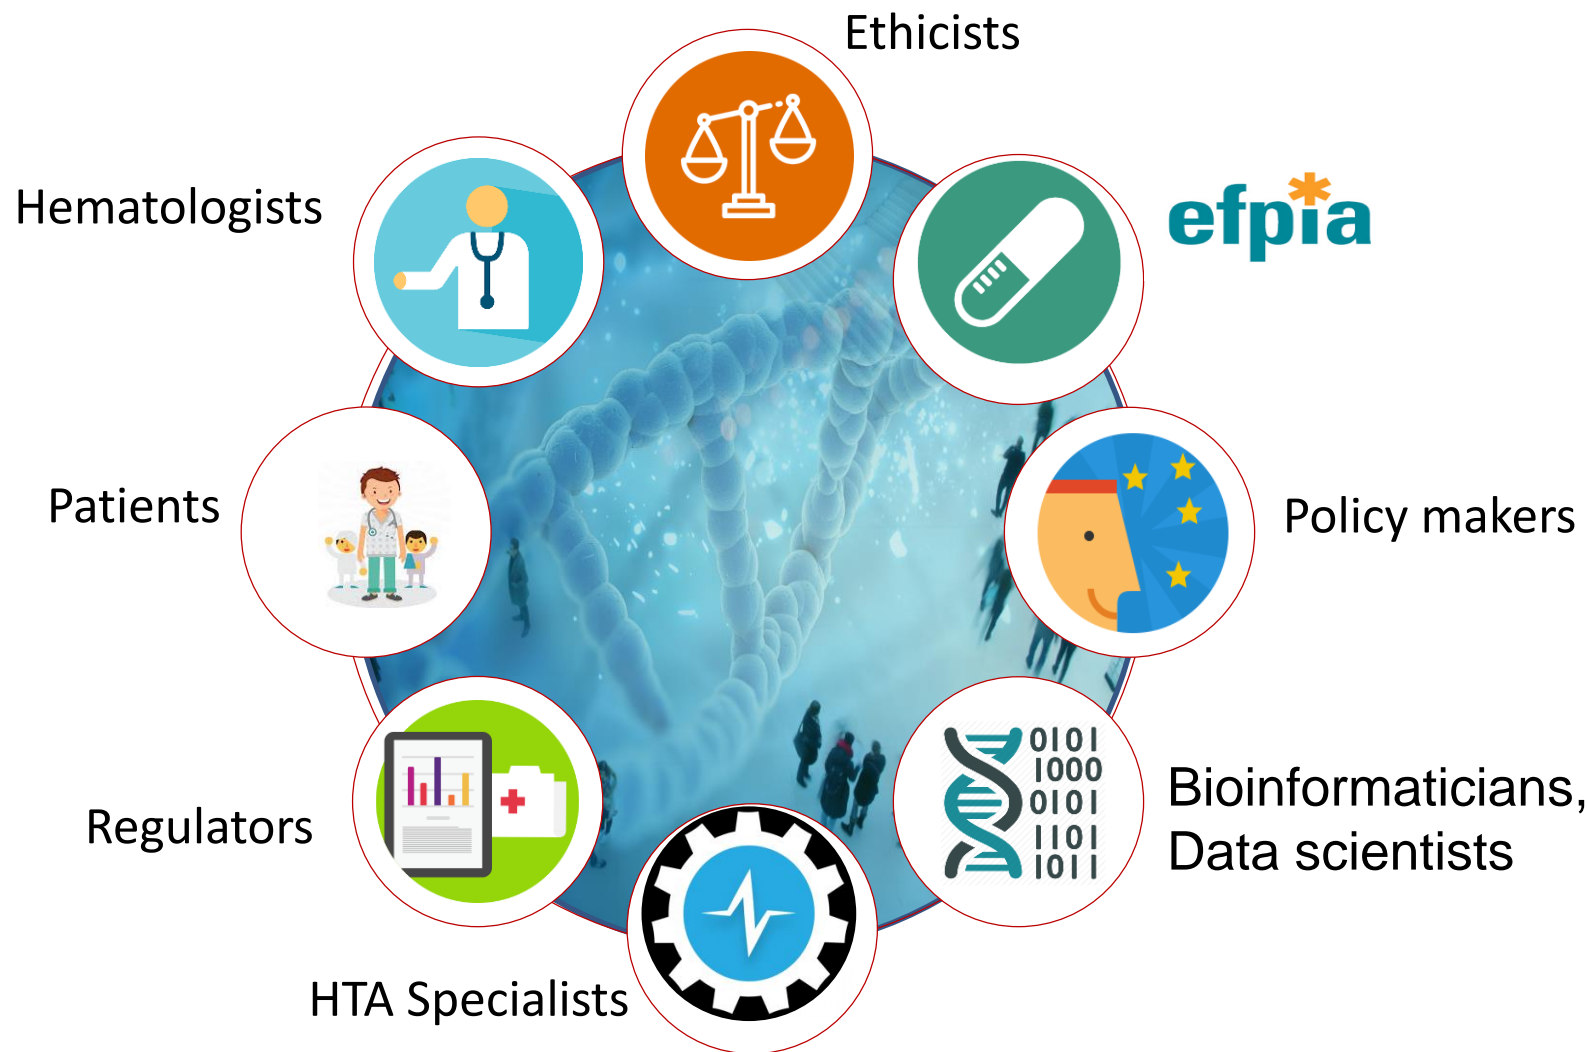 Ethicists
Hematologists
efpia
Patients
Policy makers
0101
1000
0101
1101
1011
Bioinformaticians,
Data scientists
Regulators
HTA Specialists